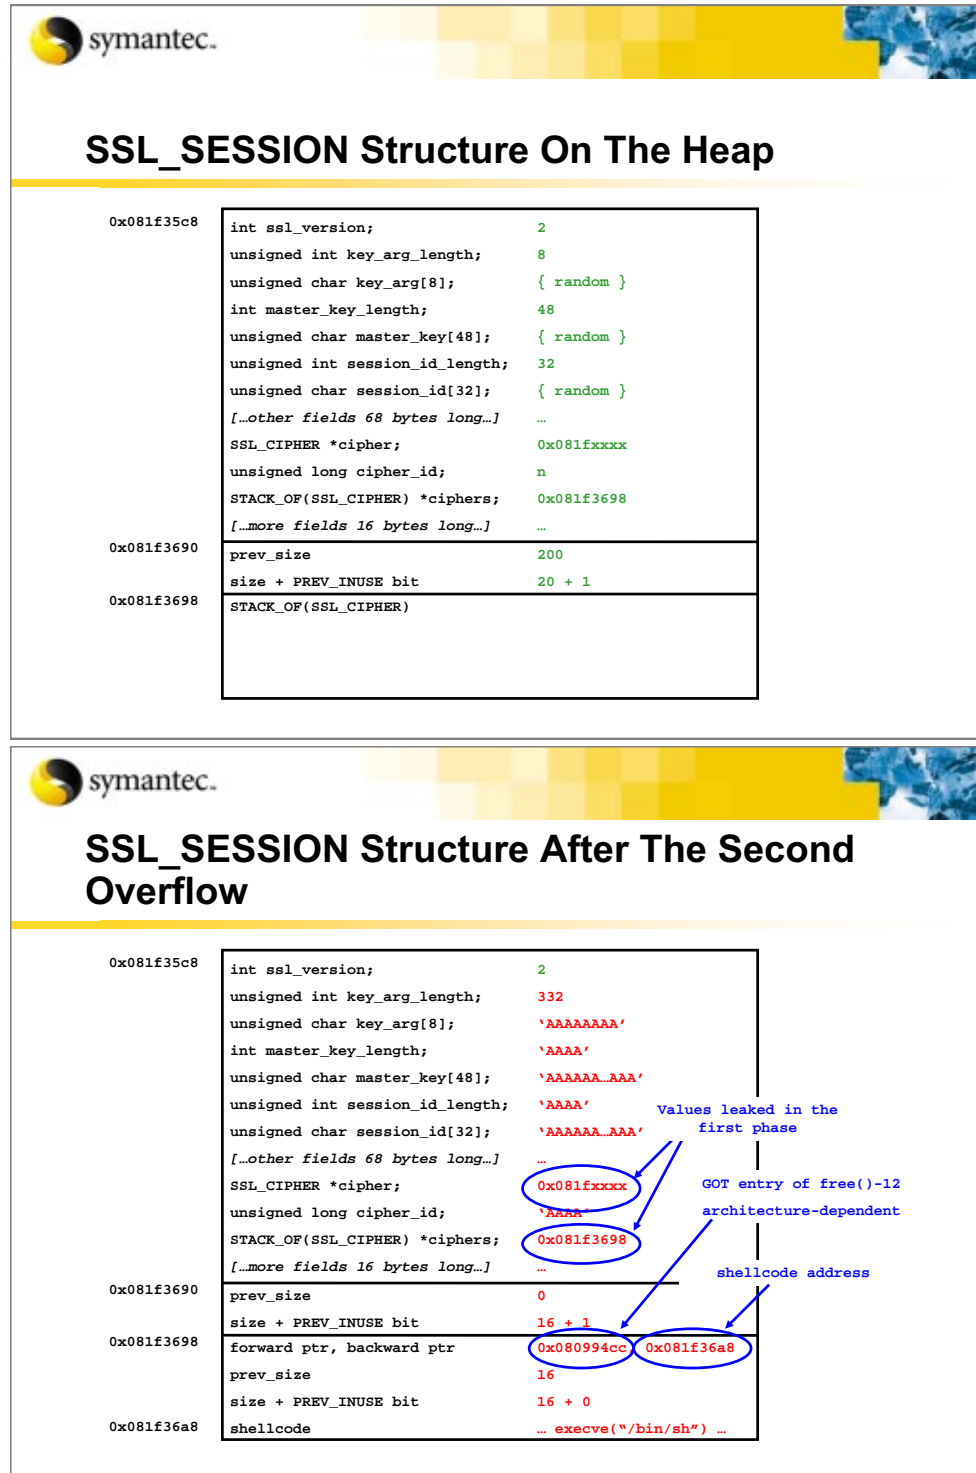 symantec.
SSL_SESSION Structure On The Heap
0x081f35c8
int ssl_version; 2
unsigned int key_arg_length; 8
unsigned char key_arg[8]; { random }
int master_key_length; 48
unsigned char master_key[48]; { random }
unsigned int session_id_length; 32
unsigned char session_id[32]; { random }
[…other fields 68 bytes long…] …
SSL_CIPHER *cipher; 0x081fxxxx
unsigned long cipher_id; n
STACK_OF(SSL_CIPHER) *ciphers; 0x081f3698
[…more fields 16 bytes long…] …
0x081f3690
prev_size 200
size + PREV_INUSE bit 20 + 1
0x081f3698
STACK_OF(SSL_CIPHER)
symantec.
SSL_SESSION Structure After The Second
Overflow
0x081f35c8
int ssl_version; 2
unsigned int key_arg_length; 332
unsigned char key_arg[8]; ‘AAAAAAAA’
int master_key_length; ‘AAAA’
unsigned char master_key[48]; ‘AAAAAA…AAA’
unsigned int session_id_length; ‘AAAA’
unsigned char session_id[32]; ‘AAAAAA…AAA’
[…other fields 68 bytes long…] …
SSL_CIPHER *cipher; 0x081fxxxx
unsigned long cipher_id; ‘AAAA’
STACK_OF(SSL_CIPHER) *ciphers; 0x081f3698
[…more fields 16 bytes long…] …
Values leaked in the
first phase
GOT entry of free()-12
architecture-dependent
shellcode address
0x081f3690
prev_size 0
size + PREV_INUSE bit 16 + 1
0x081f3698
forward ptr, backward ptr 0x080994cc 0x081f36a8
prev_size 16
size + PREV_INUSE bit 16 + 0
0x081f36a8
shellcode … execve(“/bin/sh”) …